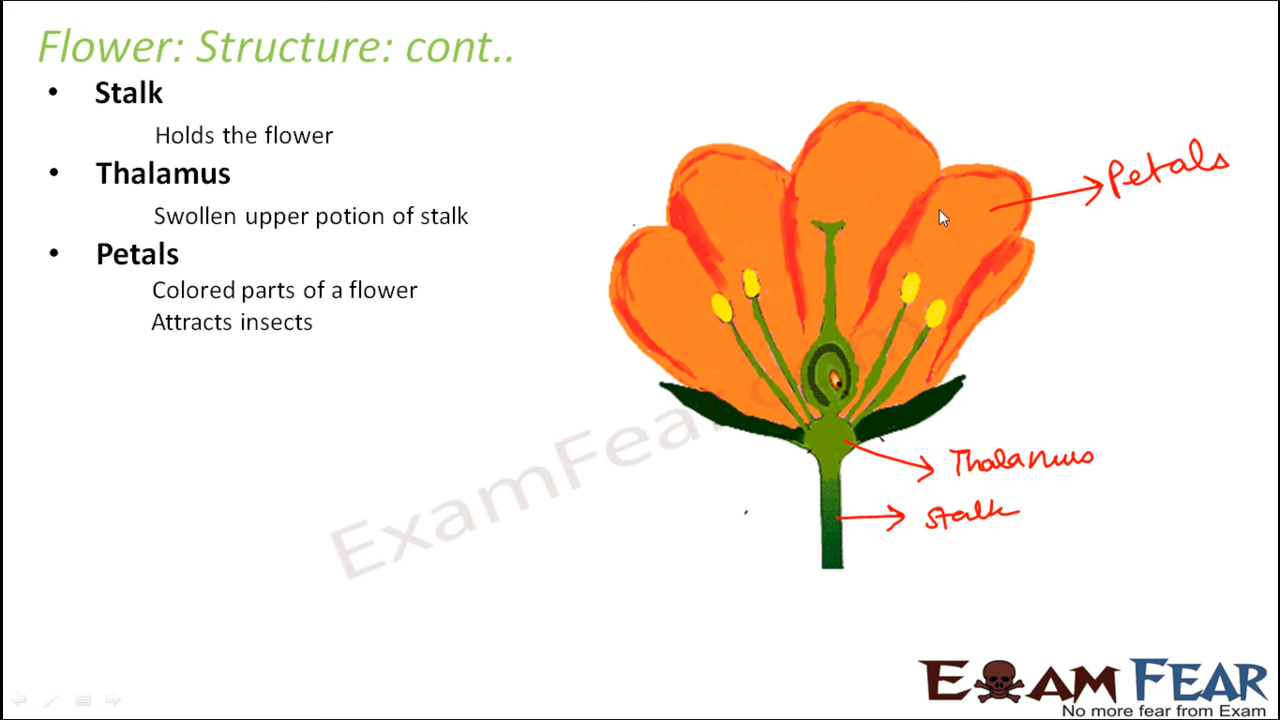 Flower: Structure: cont..
• Stalk
Holds the flower
• Thalamus
Swollen upper potion of stalk
• Petals
Colored parts of a flower
Attracts insects
Petals
Thalamus
Stalk
ExamFear.com
EXAM FEAR
No more fear from Exam